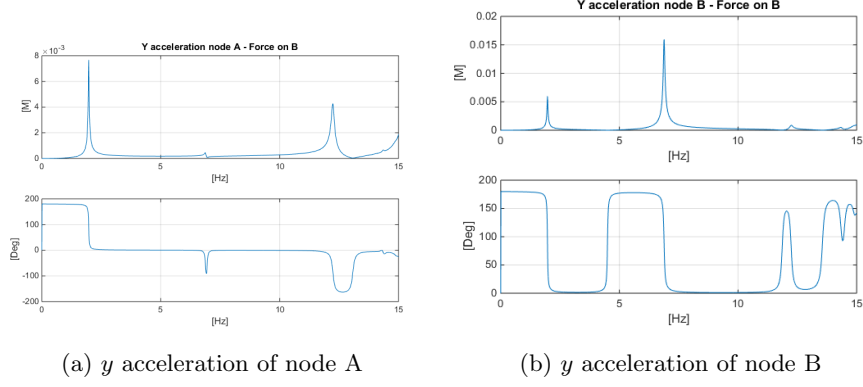 Y acceleration node A - Force on B
×10⁻³
8
6
4
2
0
[M]
0 5 10 15
[Hz]
200
100
0
-100
-200
[Deg]
0 5 10 15
[Hz]
(a) y acceleration of node A
Y acceleration node B - Force on B
0.02
0.015
0.01
0.005
0
[M]
0 5 10 15
[Hz]
200
150
100
50
0
[Deg]
0 5 10 15
[Hz]
(b) y acceleration of node B